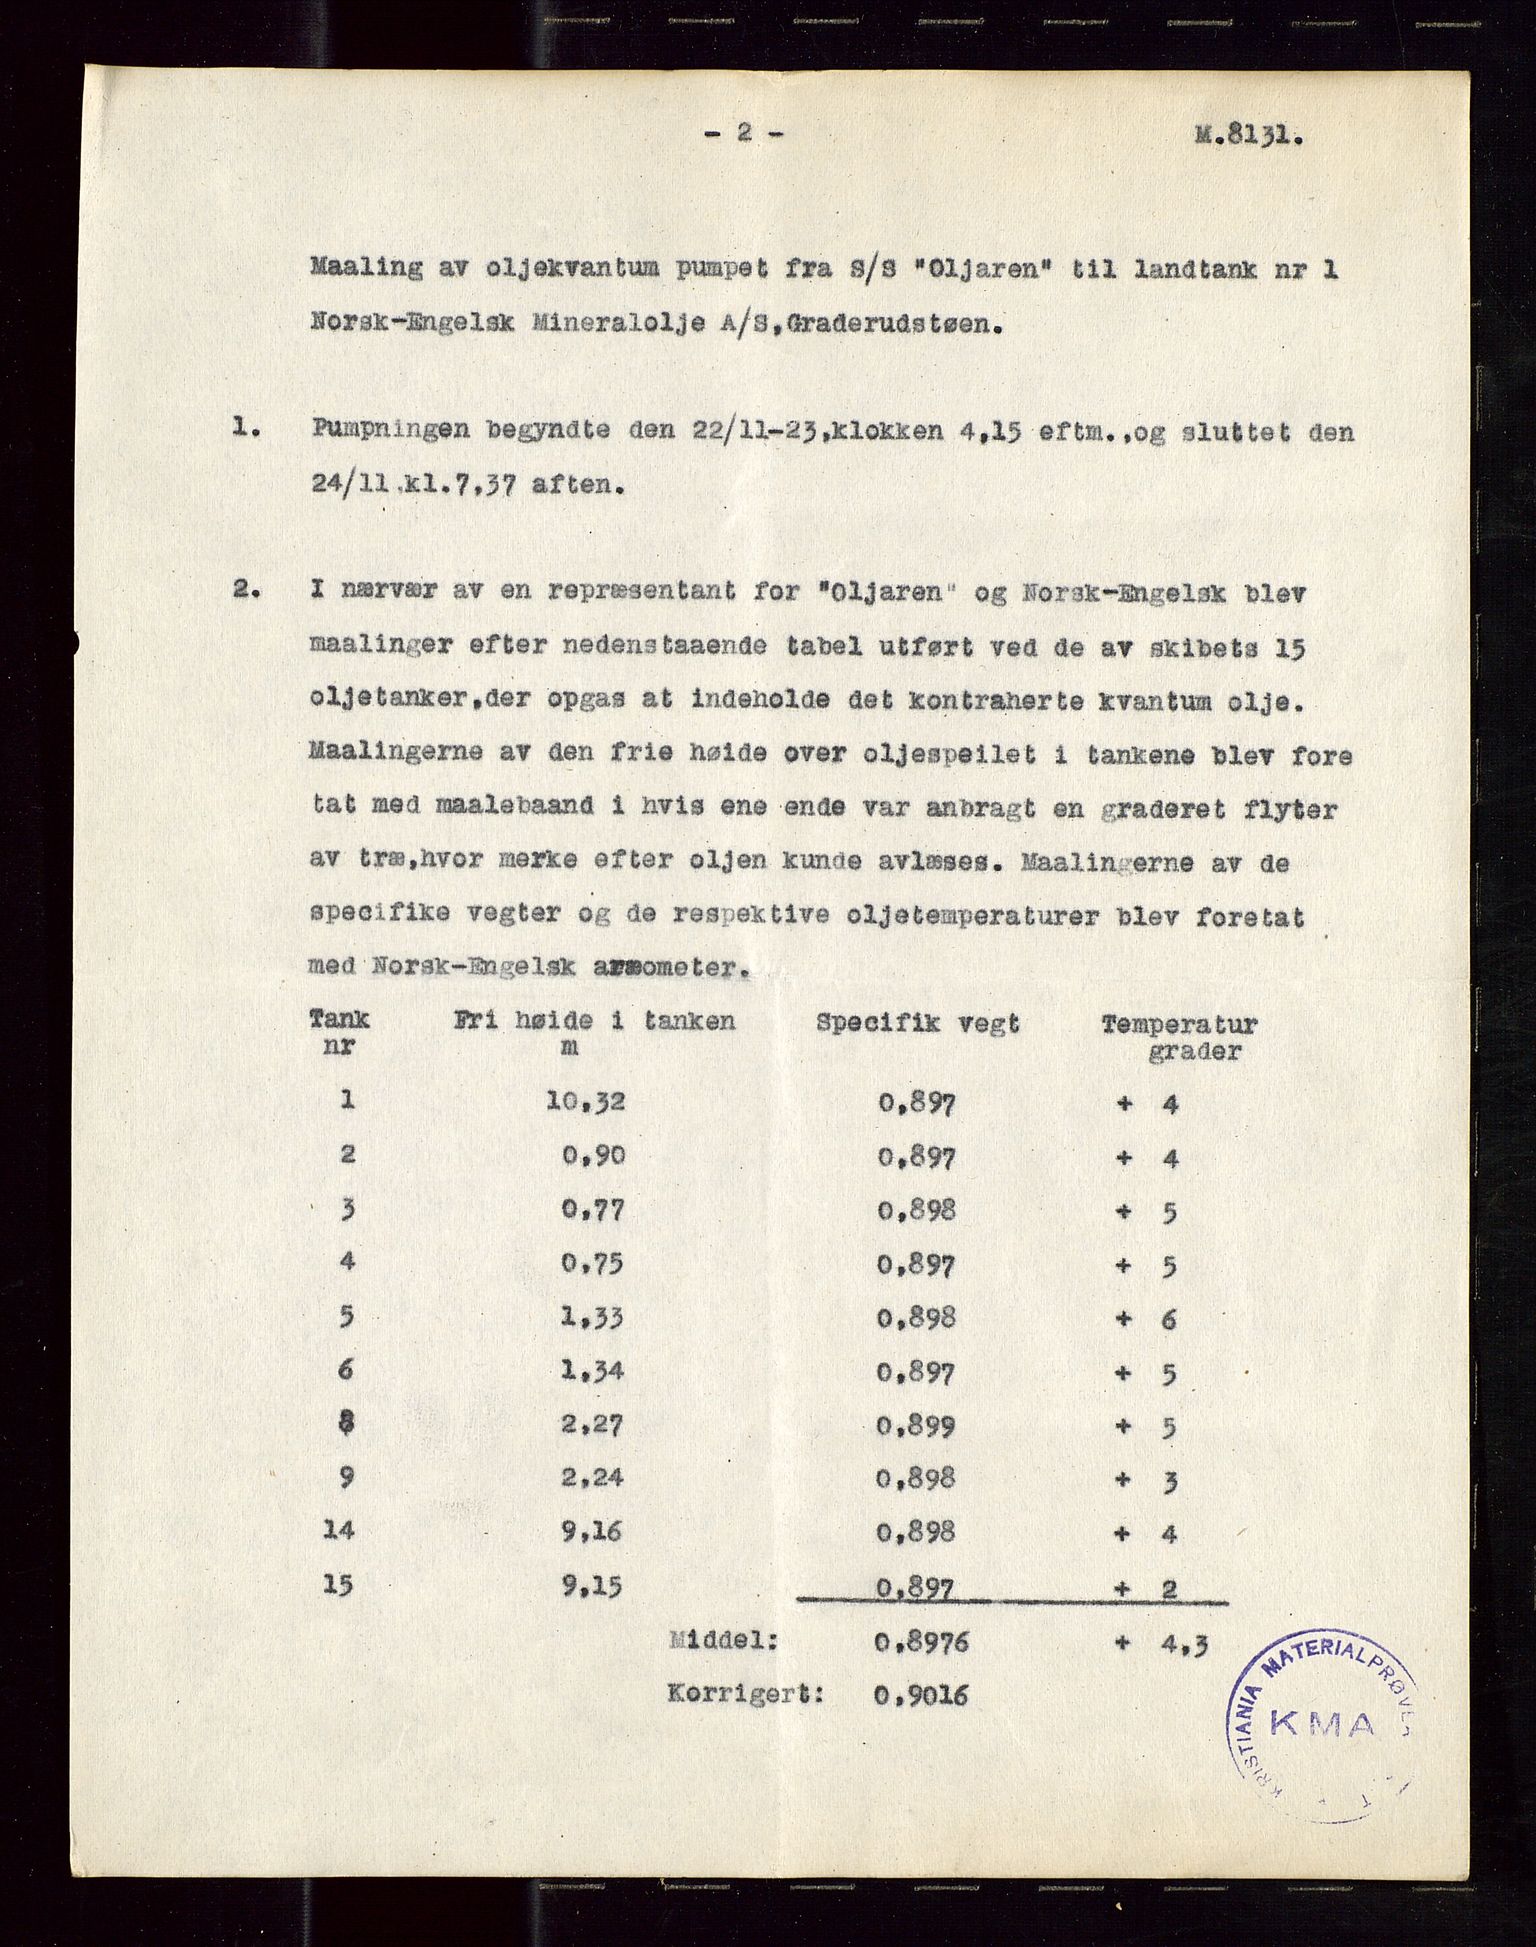 - 2 -
M.8131.
Maaling av oljekvantum pumpet fra S/S "Oljaren" til landtank nr 1
Norsk-Engelsk Mineralolje A/S,Graderudstøen.
1. Pumpningen begyndte den 22/11-23,klokken 4,15 eftm.,og sluttet den
24/11.kl.7,37 aften.
2. I nærvær av en repræsentant for "Oljaren" og Norsk-Engelsk blev
maalinger efter nedenstaaende tabel utført ved de av skibets 15
oljetanker,der opgas at indeholde det kontraherte kvantum olje.
Maalingerne av den frie høide over oljespeilet i tankene blev fore
tat med maalebaand i hvis ene ende var anbragt en graderet flyter
av træ,hvor merke efter oljen kunde avlæses. Maalingerne av de
specifike vegter og de respektive oljetemperaturer blev foretat
med Norsk-Engelsk aræometer.
Tank Fri høide i tanken Specifik vegt Temperatur
nr m grader
1 10,32 0,897 + 4
2 0,90 0,897 + 4
3 0,77 0,898 + 5
4 0,75 0,897 + 5
5 1,33 0,898 + 6
6 1,34 0,897 + 5
8 2,27 0,899 + 5
9 2,24 0,898 + 3
14 9,16 0,898 + 4
15 9,15 0,897 + 2
Middel: 0,8976 + 4,3
Korrigert: 0,9016
KRISTIANIA
KMA